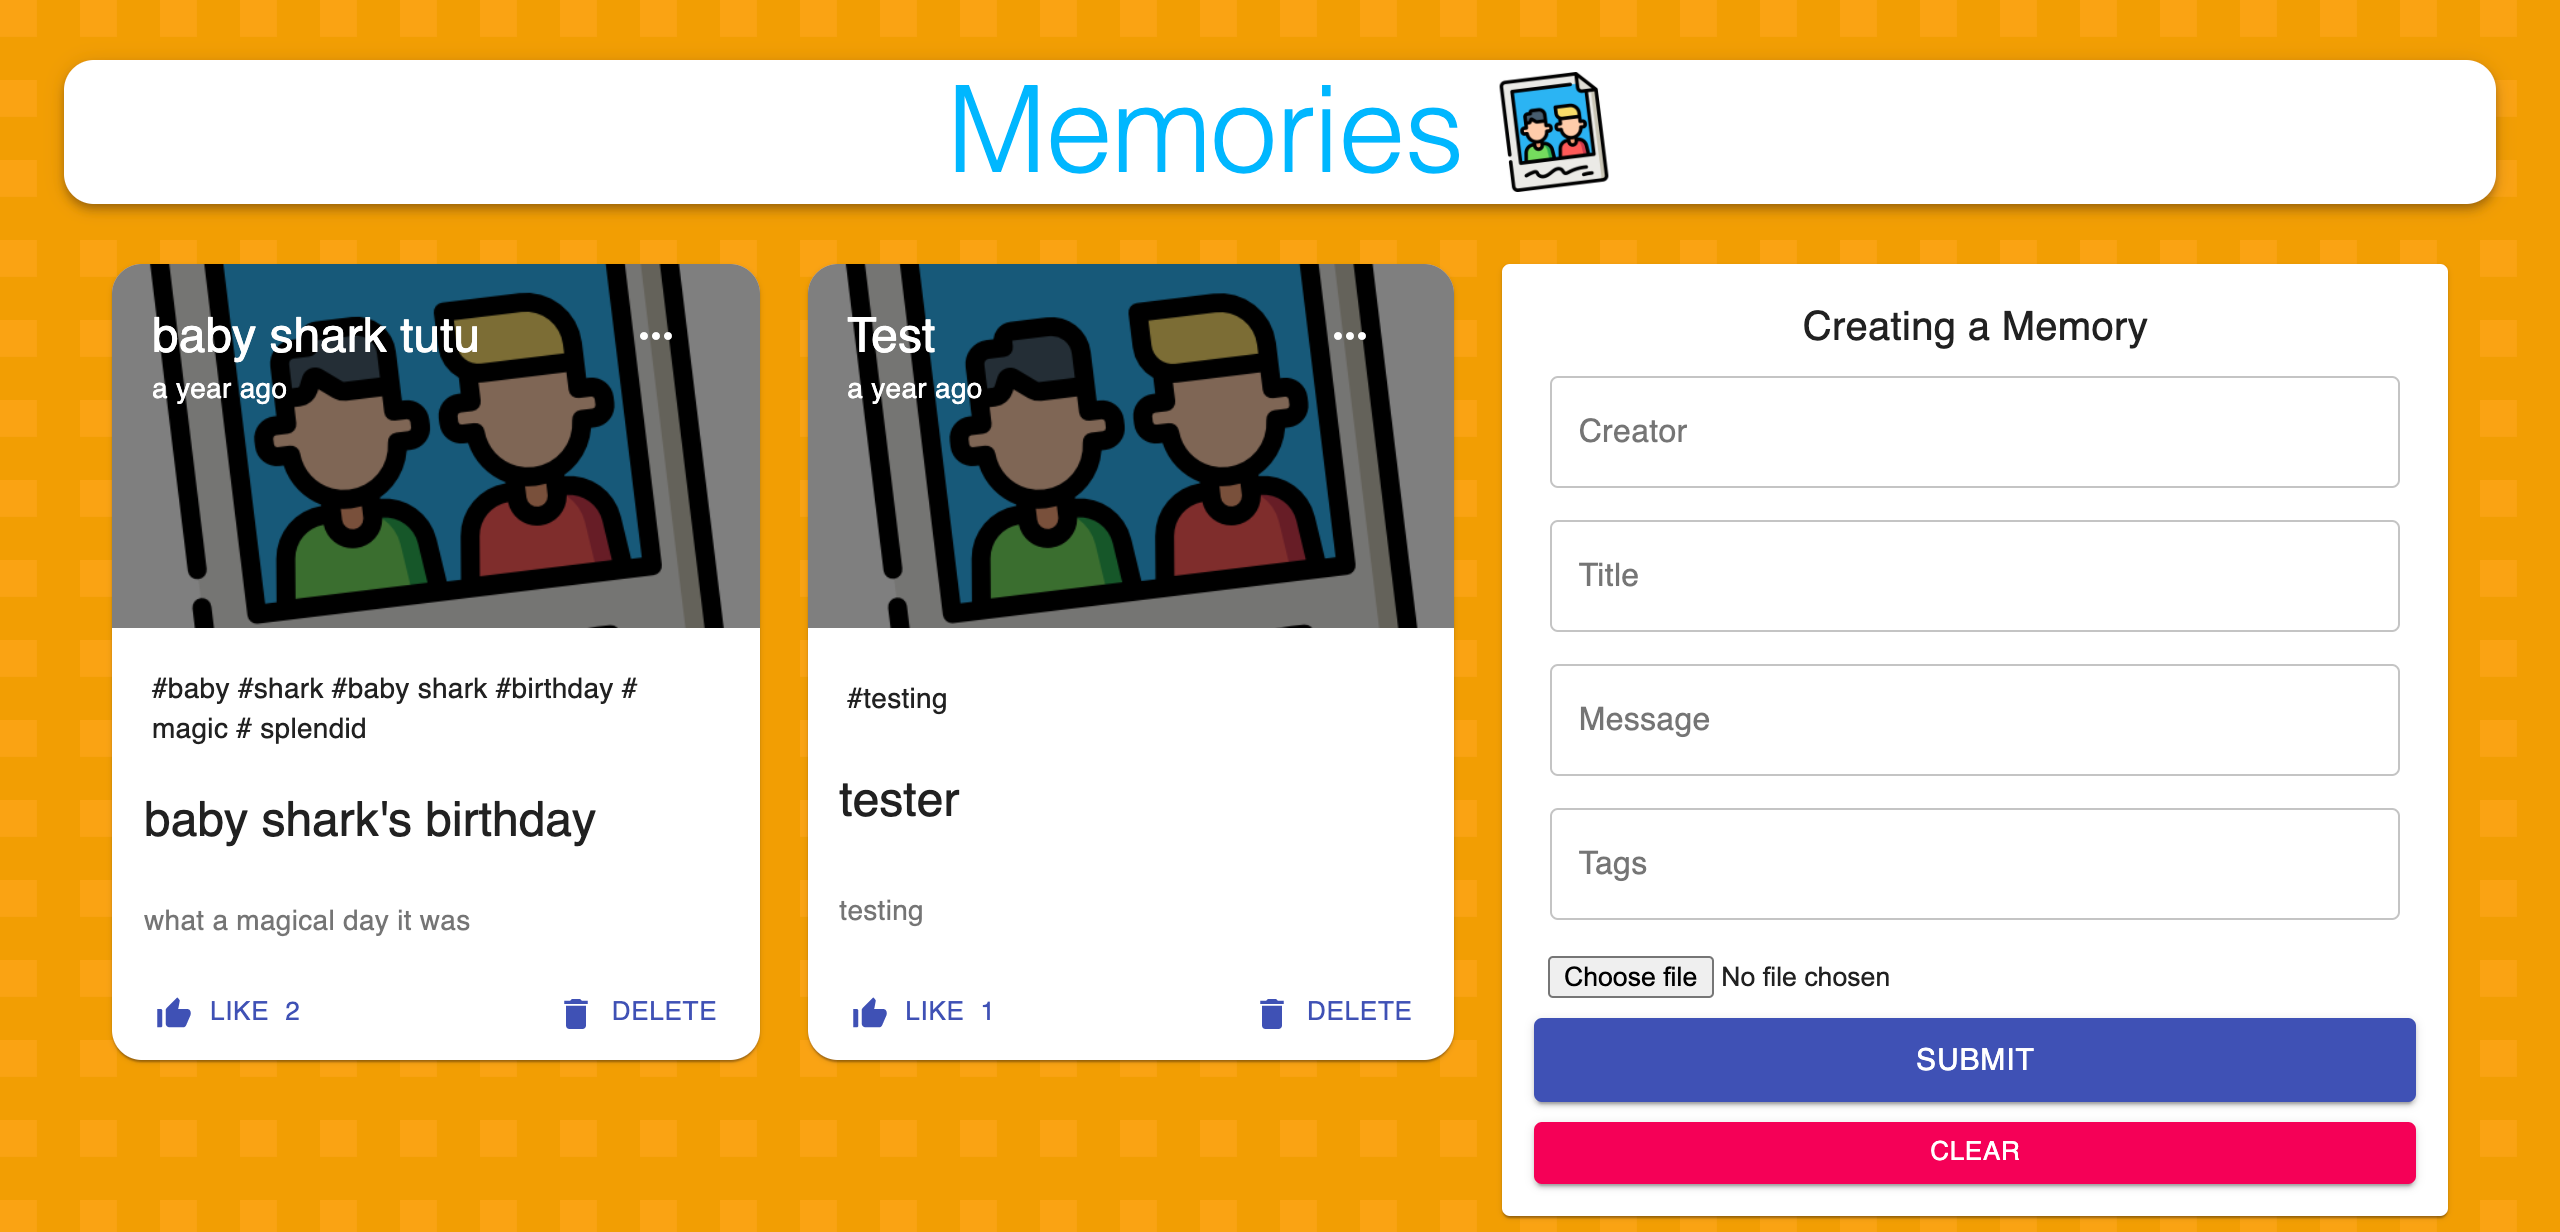 Memories
baby shark tutu
a year ago
#baby #shark #baby shark #birthday #
magic # splendid
baby shark's birthday
what a magical day it was
LIKE 2
DELETE
Test
a year ago
#testing
tester
testing
LIKE 1
DELETE
Creating a Memory
Creator
Title
Message
Tags
Choose file No file chosen
SUBMIT
CLEAR